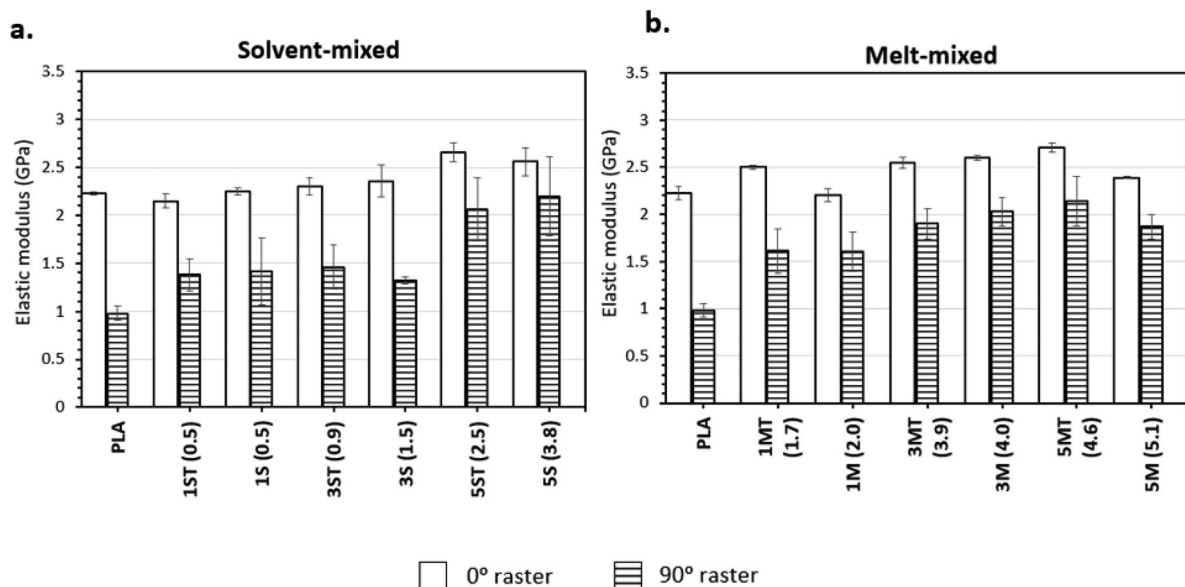 a.
Solvent-mixed
Elastic modulus (GPa)
3.5
3
2.5
2
1.5
1
0.5
0
PLA
1ST (0.5)
1S (0.5)
3ST (0.9)
3S (1.5)
5ST (2.5)
5S (3.8)
b.
Melt-mixed
Elastic modulus (GPa)
3.5
3
2.5
2
1.5
1
0.5
0
PLA
1MT
(1.7)
1M (2.0)
3MT
(3.9)
3M (4.0)
5MT
(4.6)
5M (5.1)
0º raster
90º raster